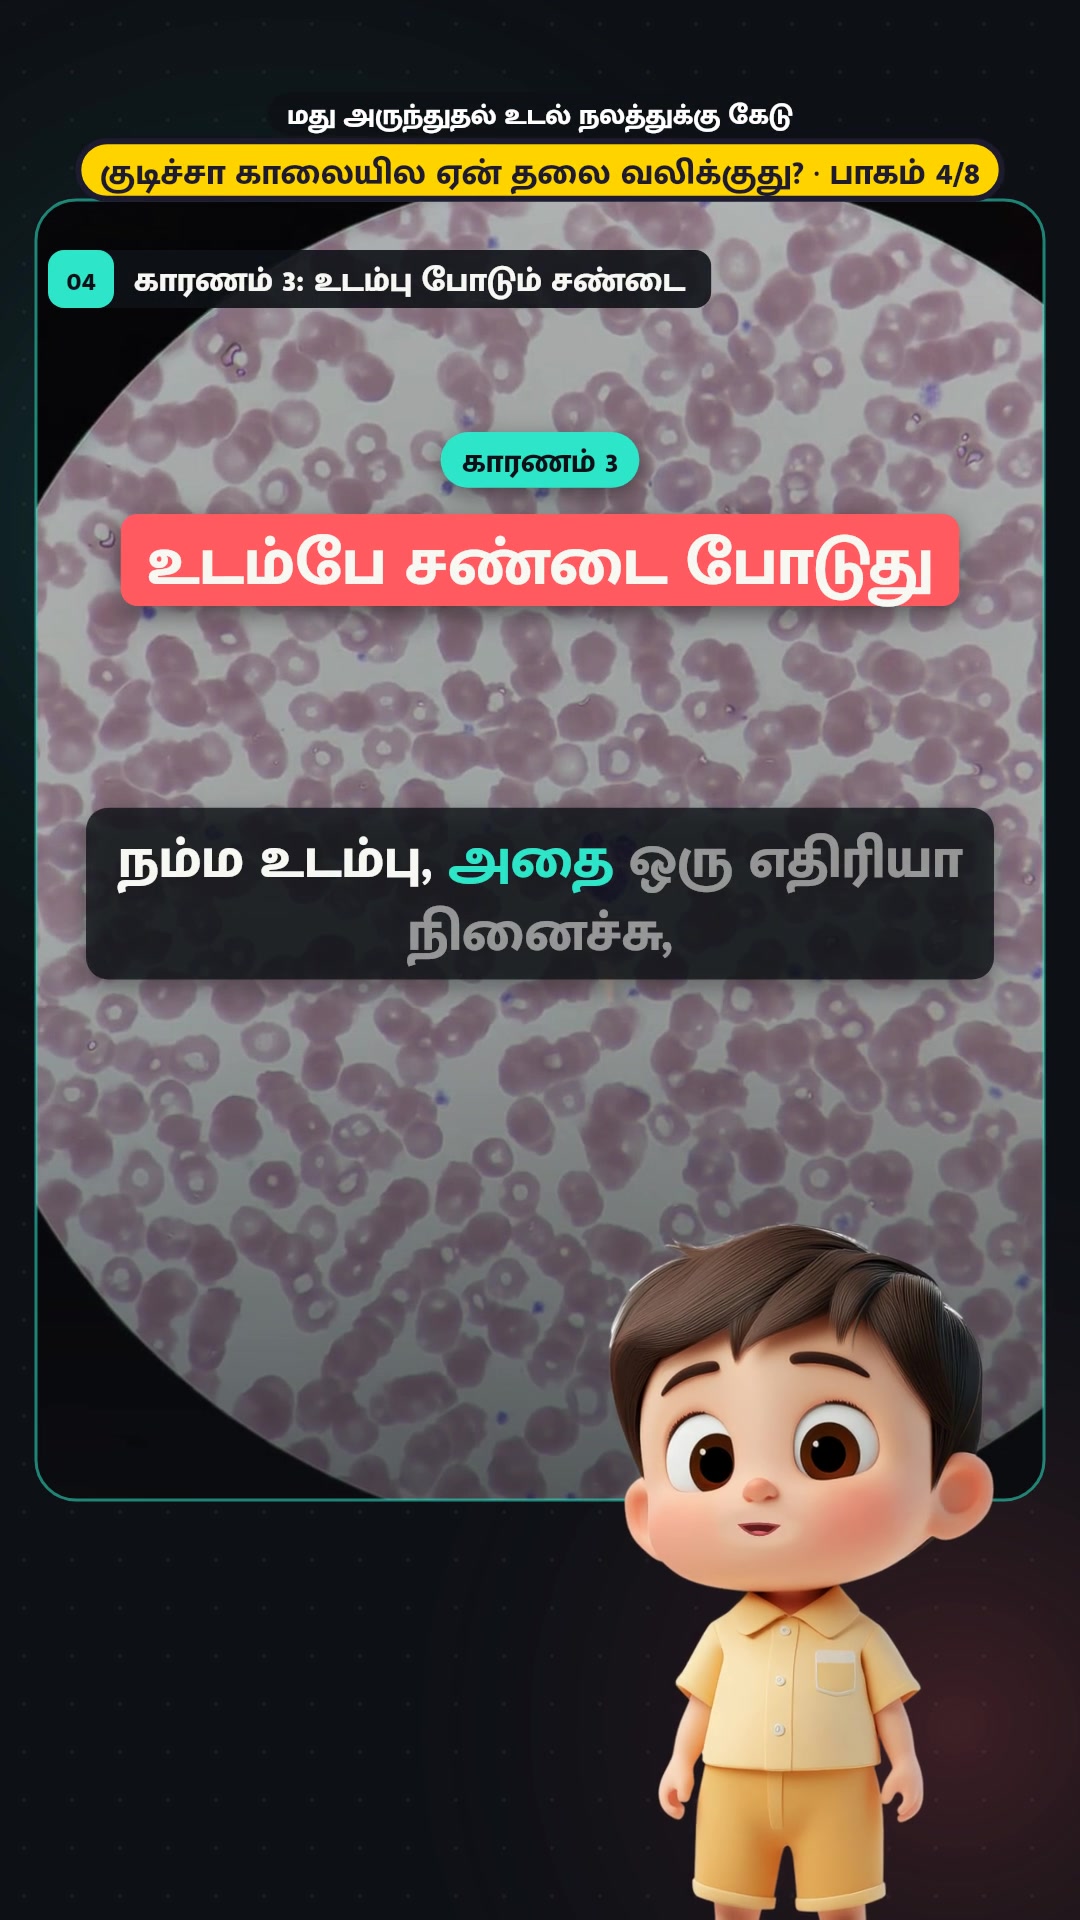 மது அருந்துதல் உடல் நலத்துக்கு கேடு
குடிச்சா காலையில ஏன் தலை வலிக்குது? · பாகம் 4/8
04 காரணம் 3: உடம்பு போடும் சண்டை
காரணம் 3
உடம்பே சண்டை போடுது
நம்ம உடம்பு, அதை ஒரு எதிரியா
நினைச்சு,